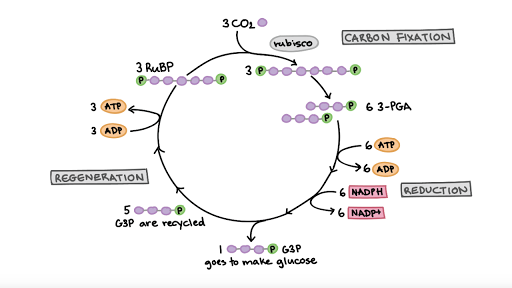 3 CO2
rubisco
CARBON FIXATION
3 RuBP
P P
3 P P
P 6 3-PGA
P
3 ATP
3 ADP
6 ATP
6 ADP
REGENERATION
6 NADPH
REDUCTION
6 NADP+
5 P
G3P are recycled
1 P G3P
goes to make glucose